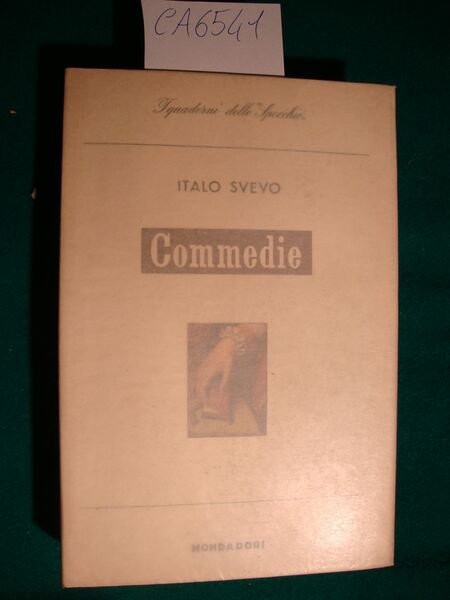 CA6541
I quaderni dello "Specchio"
ITALO SVEVO
Commedie
MONDADORI